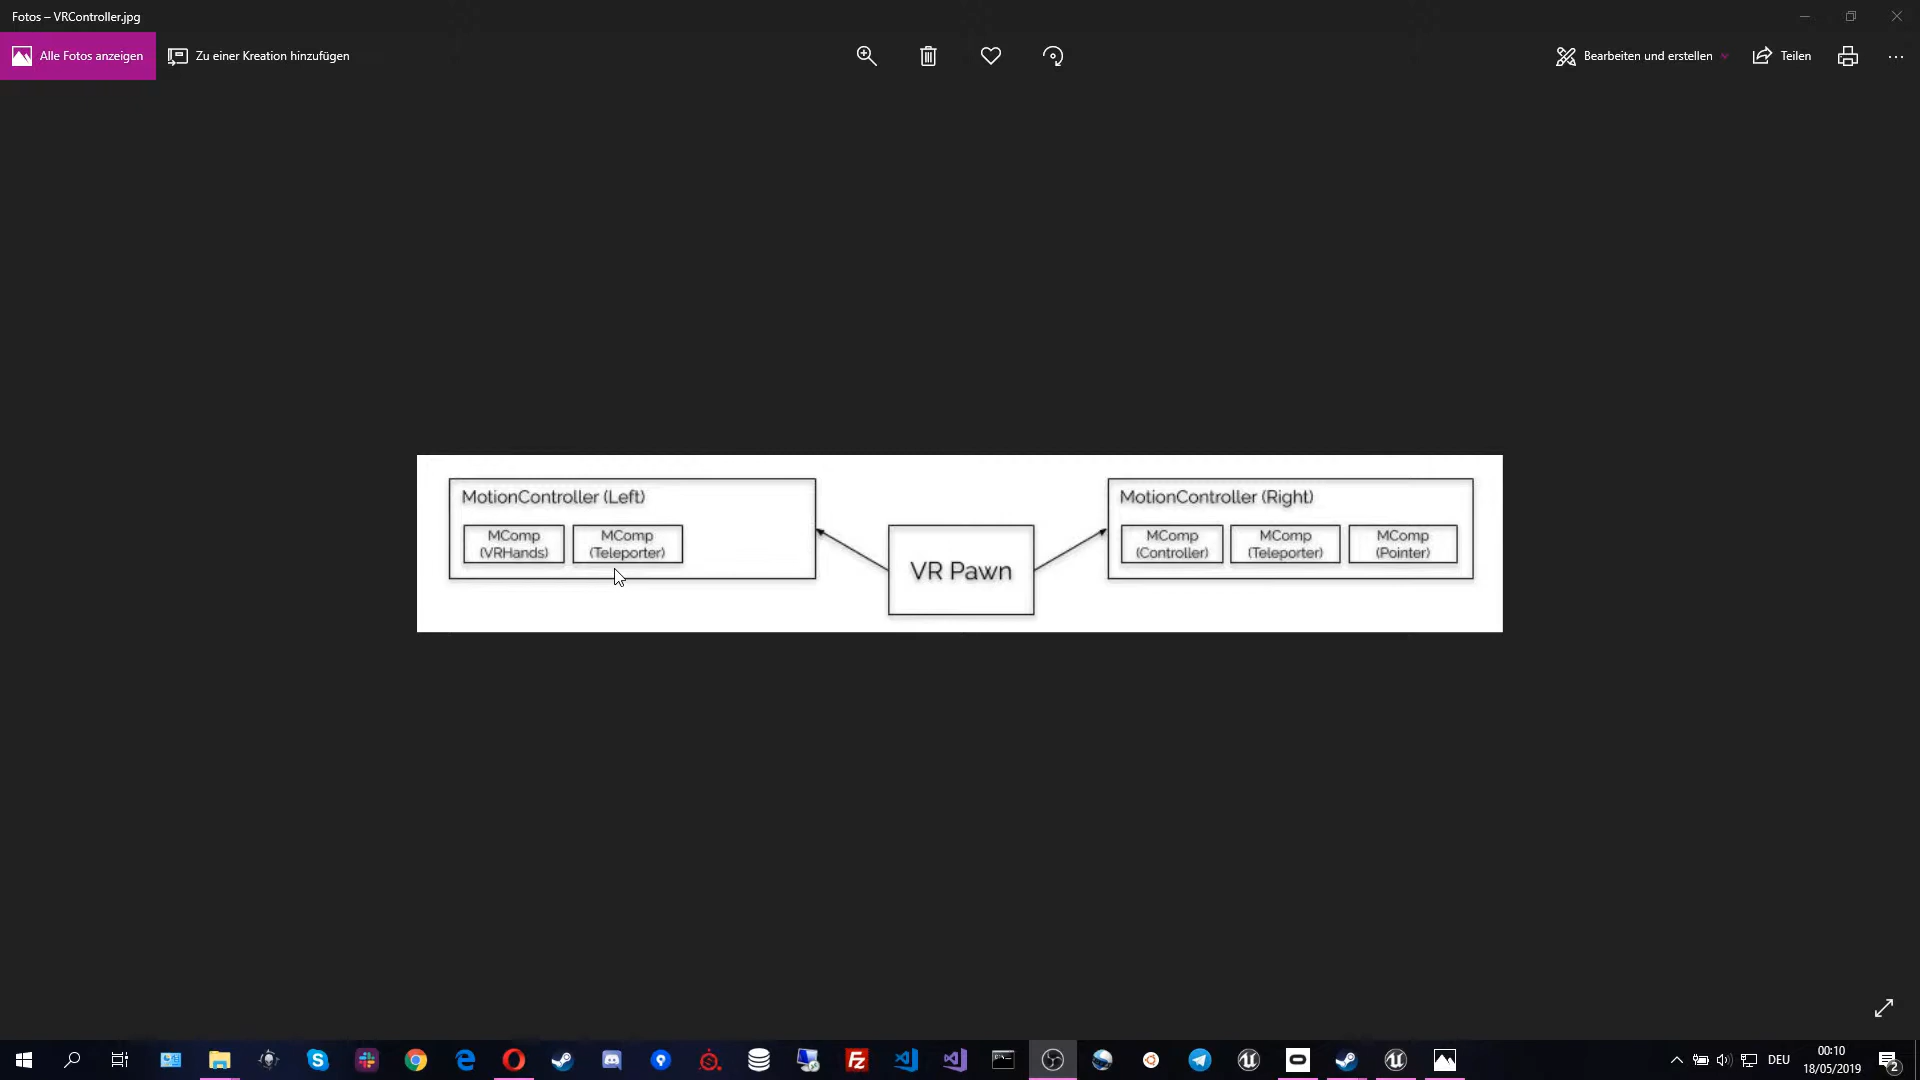 Fotos – VRController.jpg
Alle Fotos anzeigen
Zu einer Kreation hinzufügen
Bearbeiten und erstellen
Teilen
MotionController (Left)
MComp
(VRHands)
MComp
(Teleporter)
VR Pawn
MotionController (Right)
MComp
(Controller)
MComp
(Teleporter)
MComp
(Pointer)
DEU
00:10
18/05/2019
2